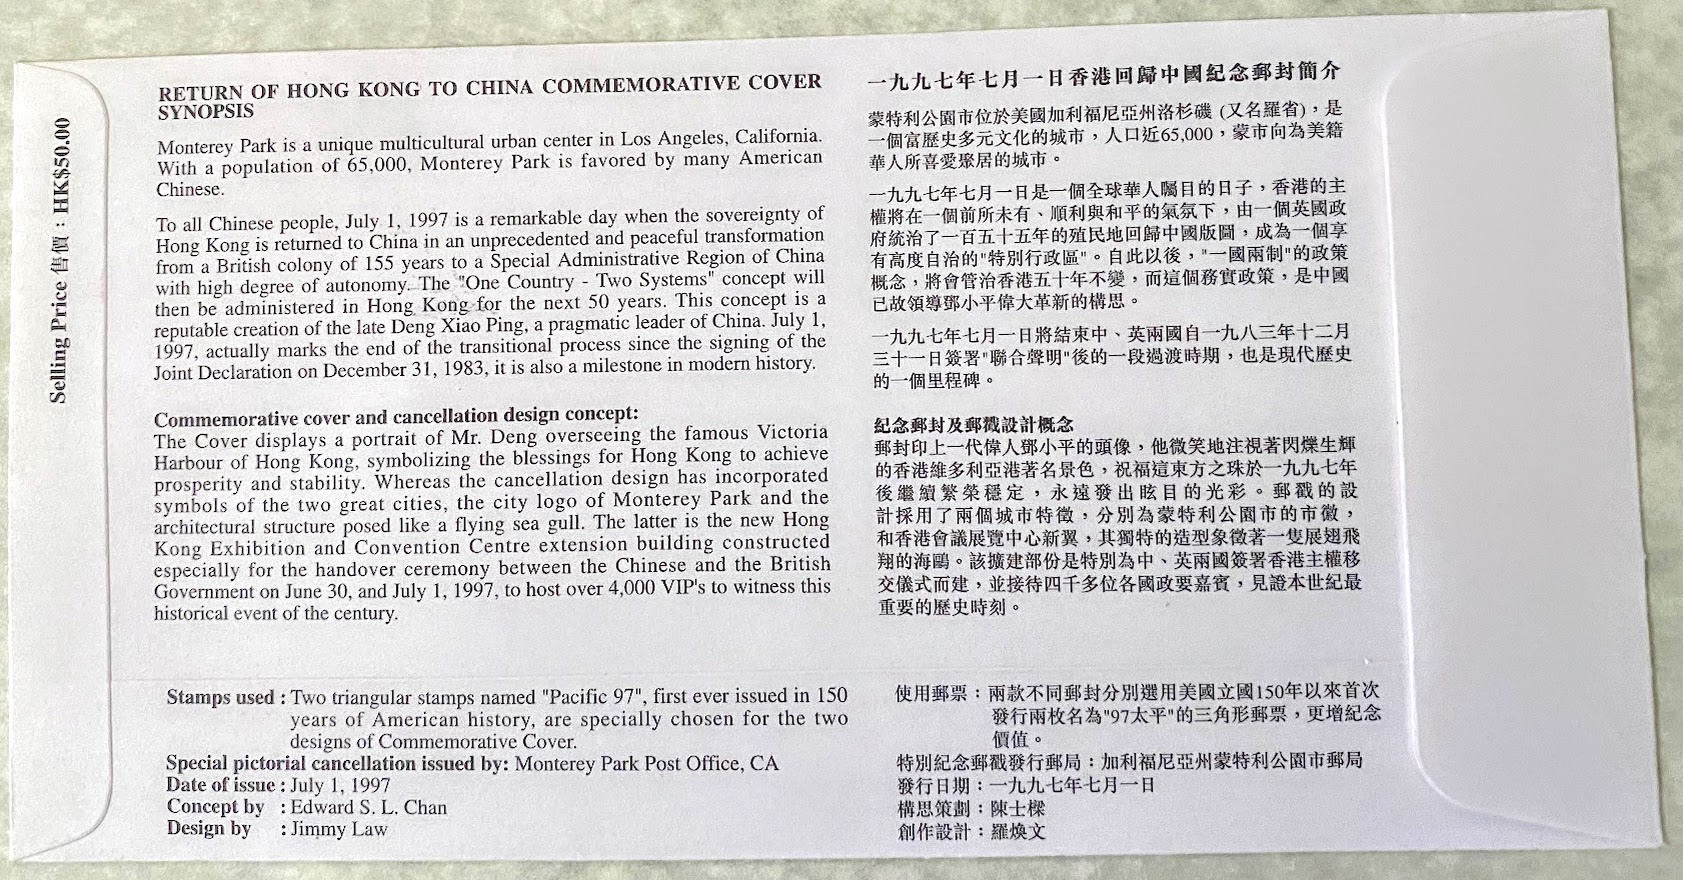 Selling Price 售價 : HK$50.00
RETURN OF HONG KONG TO CHINA COMMEMORATIVE COVER
SYNOPSIS
Monterey Park is a unique multicultural urban center in Los Angeles, California.
With a population of 65,000, Monterey Park is favored by many American
Chinese.
To all Chinese people, July 1, 1997 is a remarkable day when the sovereignty of
Hong Kong is returned to China in an unprecedented and peaceful transformation
from a British colony of 155 years to a Special Administrative Region of China
with high degree of autonomy. The "One Country - Two Systems" concept will
then be administered in Hong Kong for the next 50 years. This concept is a
reputable creation of the late Deng Xiao Ping, a pragmatic leader of China. July 1,
1997, actually marks the end of the transitional process since the signing of the
Joint Declaration on December 31, 1983, it is also a milestone in modern history.
Commemorative cover and cancellation design concept:
The Cover displays a portrait of Mr. Deng overseeing the famous Victoria
Harbour of Hong Kong, symbolizing the blessings for Hong Kong to achieve
prosperity and stability. Whereas the cancellation design has incorporated
symbols of the two great cities, the city logo of Monterey Park and the
architectural structure posed like a flying sea gull. The latter is the new Hong
Kong Exhibition and Convention Centre extension building constructed
especially for the handover ceremony between the Chinese and the British
Government on June 30, and July 1, 1997, to host over 4,000 VIP's to witness this
historical event of the century.
Stamps used : Two triangular stamps named "Pacific 97", first ever issued in 150
years of American history, are specially chosen for the two
designs of Commemorative Cover.
Special pictorial cancellation issued by: Monterey Park Post Office, CA
Date of issue : July 1, 1997
Concept by : Edward S. L. Chan
Design by : Jimmy Law
一九九七年七月一日香港回歸中國紀念郵封簡介
蒙特利公園市位於美國加利福尼亞州洛杉磯 (又名羅省)，是
一個富歷史多元文化的城市，人口近65,000，蒙市向為美籍
華人所喜愛聚居的城市。
一九九七年七月一日是一個全球華人矚目的日子，香港的主
權將在一個前所未有、順利與和平的氣氛下，由一個英國政
府統治了一百五十五年的殖民地回歸中國版圖，成為一個享
有高度自治的"特別行政區"。自此以後，"一國兩制"的政策
概念，將會管治香港五十年不變，而這個務實政策，是中國
已故領導鄧小平偉大革新的構思。
一九九七年七月一日將結束中、英兩國自一九八三年十二月
三十一日簽署"聯合聲明"後的一段過渡時期，也是現代歷史
的一個里程碑。
紀念郵封及郵戳設計概念
郵封印上一代偉人鄧小平的頭像，他微笑地注視著閃爍生輝
的香港維多利亞港著名景色，祝福這東方之珠於一九九七年
後繼續繁榮穩定，永遠發出眩目的光彩。郵戳的設
計採用了兩個城市特徵，分別為蒙特利公園市的市徽，
和香港會議展覽中心新翼，其獨特的造型象徵著一隻展翅飛
翔的海鷗。該擴建部份是特別為中、英兩國簽署香港主權移
交儀式而建，並接待四千多位各國政要嘉賓，見證本世紀最
重要的歷史時刻。
使用郵票：兩款不同郵封分別選用美國立國150年以來首次
發行兩枚名為"97太平"的三角形郵票，更增紀念
價值。
特別紀念郵戳發行郵局：加利福尼亞州蒙特利公園市郵局
發行日期：一九九七年七月一日
構思策劃：陳士樑
創作設計：羅煥文